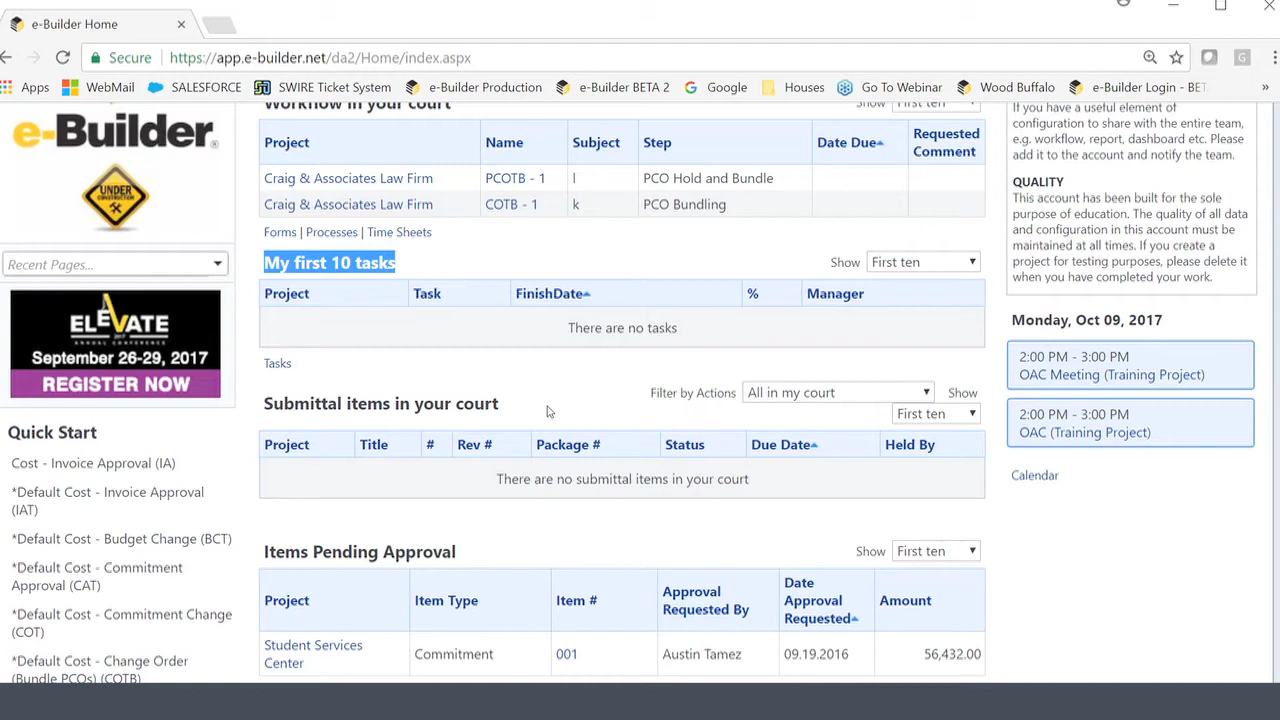 e-Builder Home
Secure https://app.e-builder.net/da2/Home/index.aspx
Apps WebMail SALESFORCE SWIRE Ticket System e-Builder Production e-Builder BETA 2 Google Houses Go To Webinar Wood Buffalo e-Builder Login - BET »
e-Builder®
UNDER CONSTRUCTION
Recent Pages...
ELEVATE
2017
ANNUAL CONFERENCE
September 26-29, 2017
REGISTER NOW
Quick Start
Cost - Invoice Approval (IA)
*Default Cost - Invoice Approval
(IAT)
*Default Cost - Budget Change (BCT)
*Default Cost - Commitment
Approval (CAT)
*Default Cost - Commitment Change
(COT)
*Default Cost - Change Order
(Bundle PCOs) (COTB)
Workflow in your court Show First ten
Project Name Subject Step Date Due Requested Comment
Craig & Associates Law Firm PCOTB - 1 l PCO Hold and Bundle
Craig & Associates Law Firm COTB - 1 k PCO Bundling
Forms | Processes | Time Sheets
My first 10 tasks Show First ten
Project Task FinishDate % Manager
There are no tasks
Tasks
Filter by Actions All in my court Show
Submittal items in your court First ten
Project Title # Rev # Package # Status Due Date Held By
There are no submittal items in your court
Items Pending Approval Show First ten
Project Item Type Item # Approval Requested By Date Approval Requested Amount
Student Services Center Commitment 001 Austin Tamez 09.19.2016 56,432.00
If you have a useful element of
configuration to share with the entire team,
e.g. workflow, report, dashboard etc. Please
add it to the account and notify the team.
QUALITY
This account has been built for the sole
purpose of education. The quality of all data
and configuration in this account must be
maintained at all times. If you create a
project for testing purposes, please delete it
when you have completed your work.
Monday, Oct 09, 2017
2:00 PM - 3:00 PM
OAC Meeting (Training Project)
2:00 PM - 3:00 PM
OAC (Training Project)
Calendar